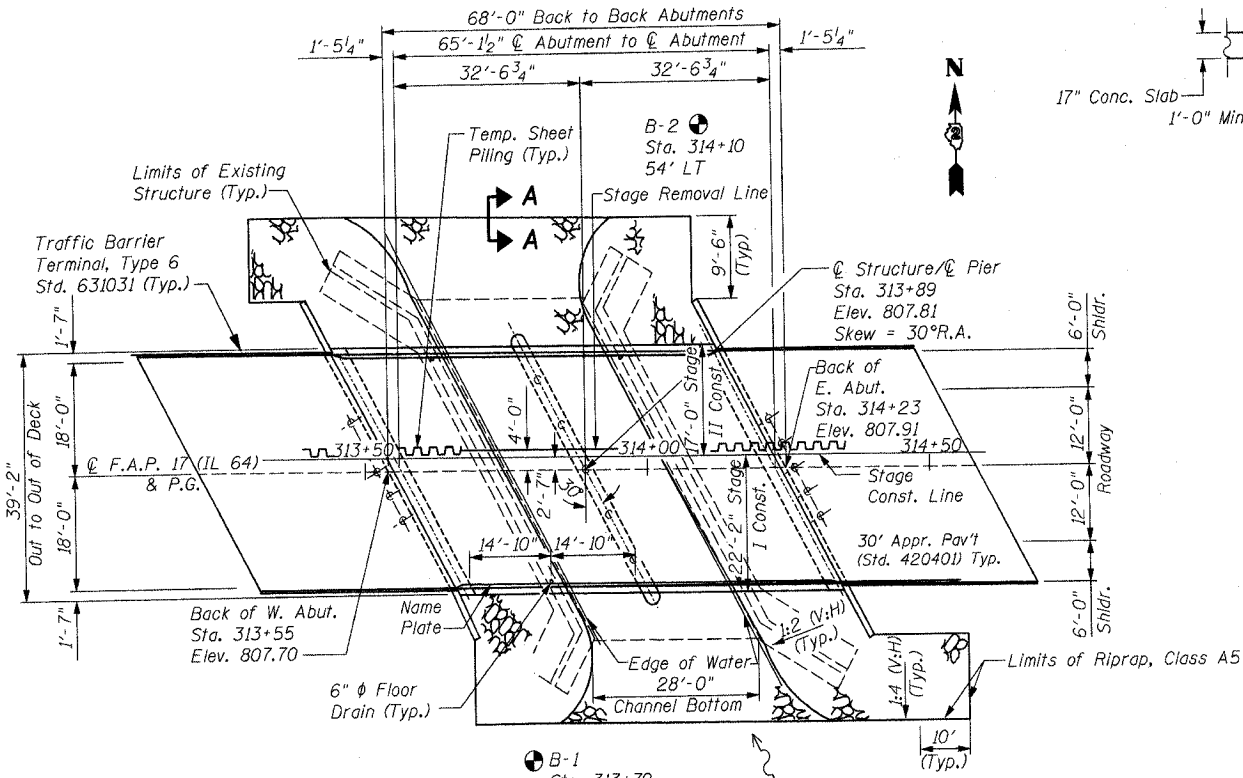 68'-0" Back to Back Abutments
1'-5¼"
65'-1½" ℄ Abutment to ℄ Abutment
1'-5¼"
32'-6¾"
32'-6¾"
N
2
17" Conc. Slab
1'-0" Min
Temp. Sheet
Piling (Typ.)
B-2
Sta. 314+10
54' LT
Limits of Existing
Structure (Typ.)
A
A
Stage Removal Line
Traffic Barrier
Terminal, Type 6
Std. 631031 (Typ.)
9'-6"
(Typ)
℄ Structure/℄ Pier
Sta. 313+89
Elev. 807.81
Skew = 30°R.A.
1'-7"
6'-0"
Shldr.
Back of
E. Abut.
Sta. 314+23
Elev. 807.91
18'-0"
4'-0"
17'-0" Stage
II Const.
12'-0"
313+50
314+00
314+50
℄ F.A.P. 17 (IL 64)
& P.G.
Stage
Const. Line
Roadway
39'-2"
Out to Out of Deck
18'-0"
2'-7"
30°
22'-2" Stage
I Const.
12'-0"
14'-10"
14'-10"
30' Appr. Pav't
(Std. 420401) Typ.
Back of W. Abut.
Sta. 313+55
Elev. 807.70
Name
Plate
1'-7"
6'-0"
Shldr.
1:2 (V:H)
(Typ.)
Edge of Water
Limits of Riprap, Class A5
6" φ Floor
Drain (Typ.)
28'-0"
Channel Bottom
1:4 (V:H)
(Typ.)
10'
(Typ.)
B-1
Sta. 313+70